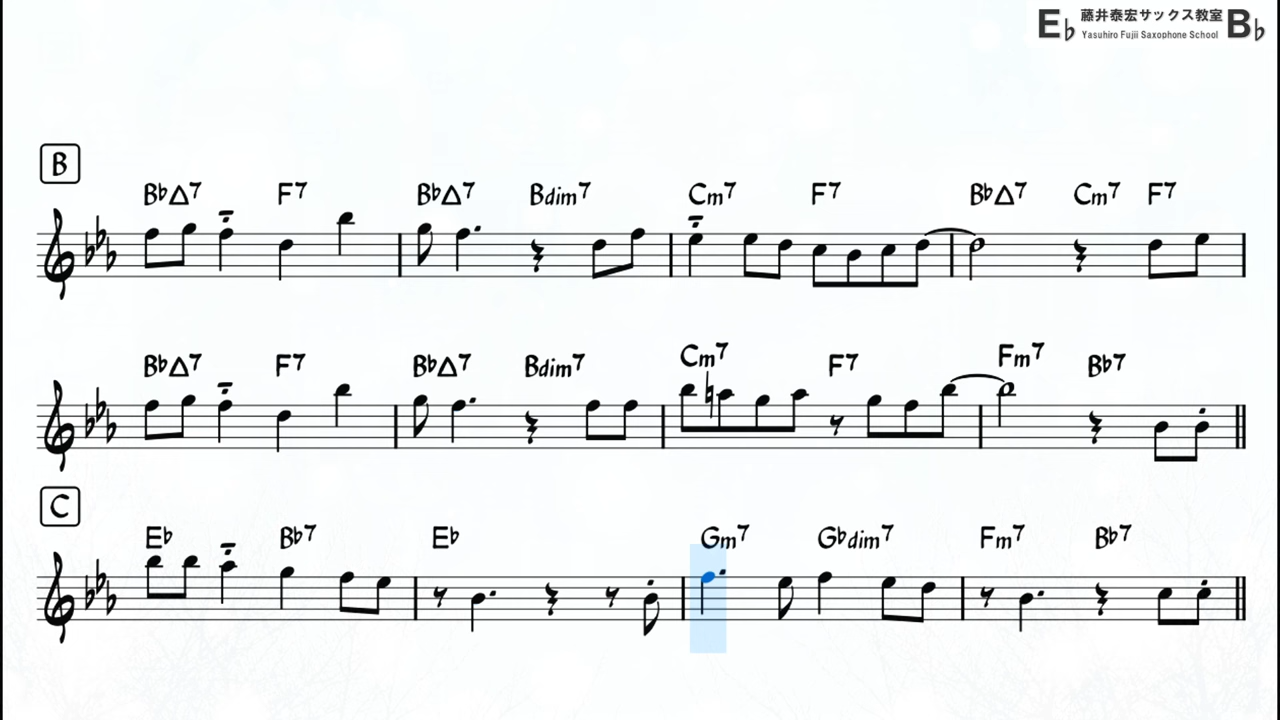 E♭ 藤井泰宏サックス教室 B♭
Yasuhiro Fujii Saxophone School
B
B♭△7 F7 B♭△7 Bdim7 Cm7 F7 B♭△7 Cm7 F7
B♭△7 F7 B♭△7 Bdim7 Cm7 F7 Fm7 B♭7
C
E♭ B♭7 E♭ Gm7 G♭dim7 Fm7 B♭7